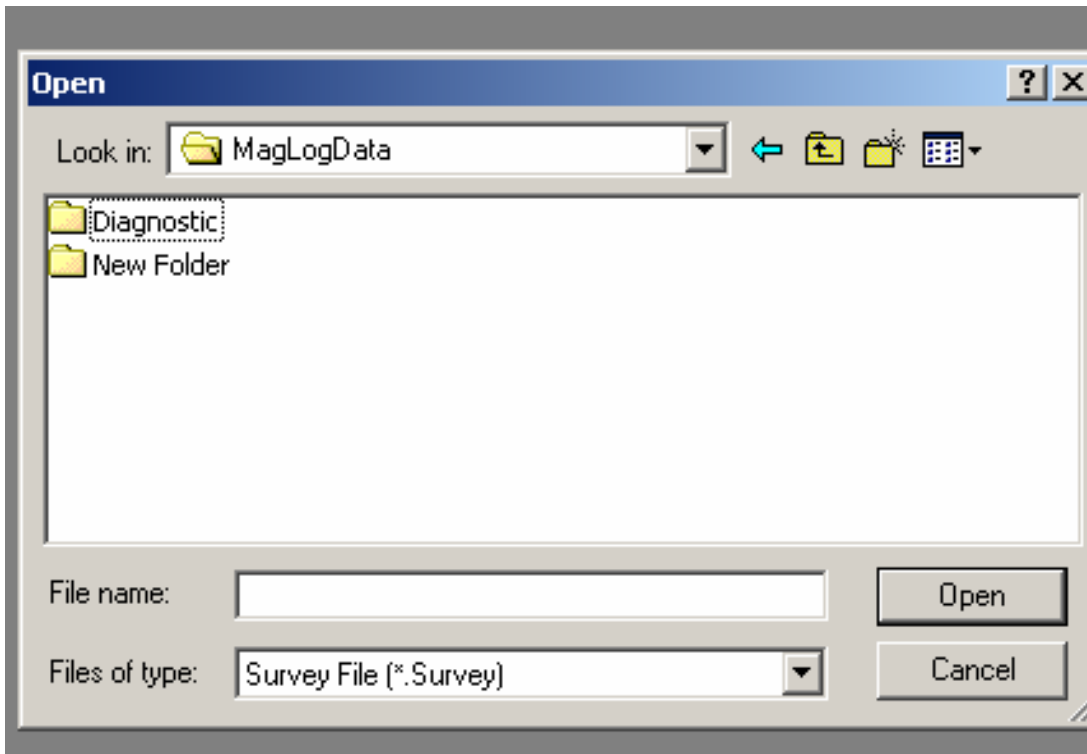 Open
Look in: MagLogData
Diagnostic
New Folder
File name: Open
Files of type: Survey File (*.Survey) Cancel